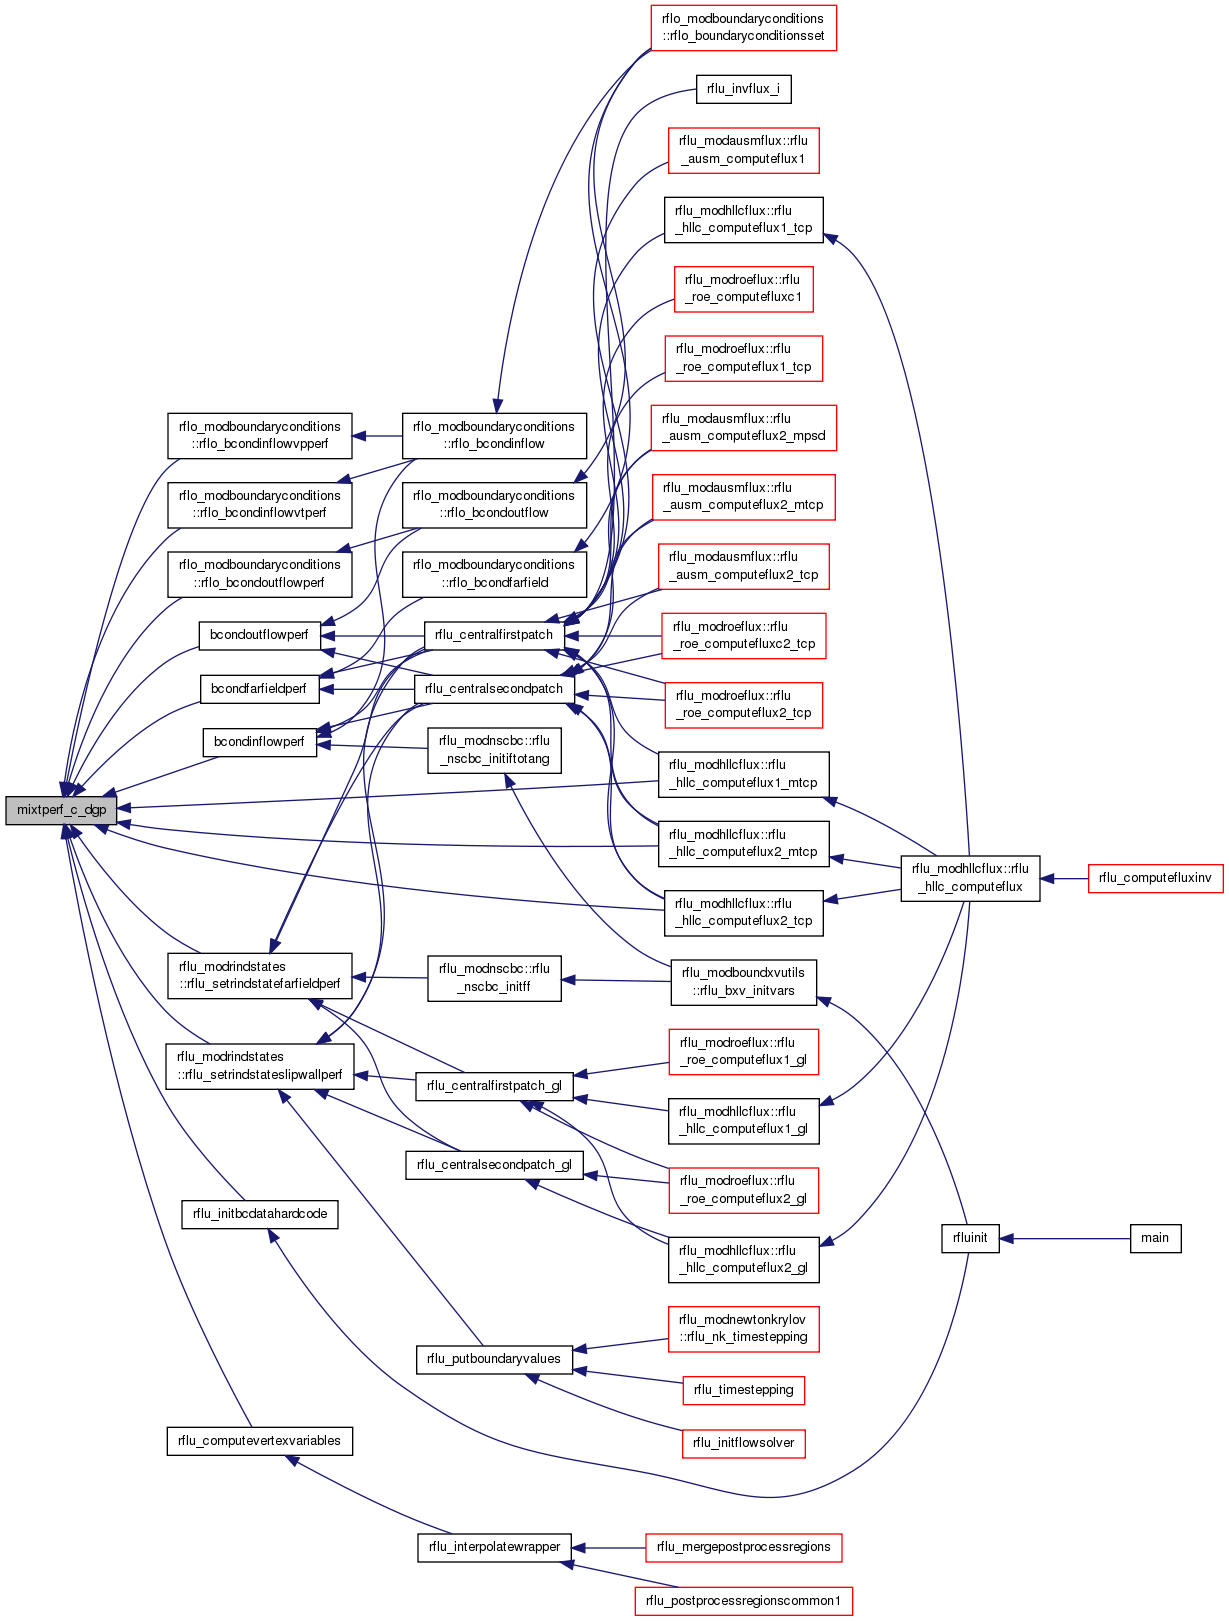 rflo_modboundaryconditions
::rflo_boundaryconditionsset
rflu_invflux_i
rflu_modausmflux::rflu
_ausm_computeflux1
rflu_modhllcflux::rflu
_hllc_computeflux1_tcp
rflu_modroeflux::rflu
_roe_computefluxc1
rflu_modroeflux::rflu
_roe_computeflux1_tcp
rflo_modboundaryconditions
::rflo_bcondinflowvpperf
rflo_modboundaryconditions
::rflo_bcondinflow
rflu_modausmflux::rflu
_ausm_computeflux2_mpsd
rflo_modboundaryconditions
::rflo_bcondinflowvtperf
rflo_modboundaryconditions
::rflo_bcondoutflow
rflu_modausmflux::rflu
_ausm_computeflux2_mtcp
rflo_modboundaryconditions
::rflo_bcondoutflowperf
rflo_modboundaryconditions
::rflo_bcondfarfield
rflu_modausmflux::rflu
_ausm_computeflux2_tcp
bcondoutflowperf
rflu_centralfirstpatch
rflu_modroeflux::rflu
_roe_computefluxc2_tcp
bcondfarfieldperf
rflu_centralsecondpatch
rflu_modroeflux::rflu
_roe_computeflux2_tcp
bcondinflowperf
rflu_modnscbc::rflu
_nscbc_initiftotang
rflu_modhllcflux::rflu
_hllc_computeflux1_mtcp
mixtperf_c_dgp
rflu_modhllcflux::rflu
_hllc_computeflux2_mtcp
rflu_modhllcflux::rflu
_hllc_computeflux
rflu_computefluxinv
rflu_modhllcflux::rflu
_hllc_computeflux2_tcp
rflu_modrindstates
::rflu_setrindstatefarfieldperf
rflu_modnscbc::rflu
_nscbc_initff
rflu_modboundxvutils
::rflu_bxv_initvars
rflu_modrindstates
::rflu_setrindstateslipwallperf
rflu_centralfirstpatch_gl
rflu_modroeflux::rflu
_roe_computeflux1_gl
rflu_modhllcflux::rflu
_hllc_computeflux1_gl
rflu_centralsecondpatch_gl
rflu_modroeflux::rflu
_roe_computeflux2_gl
rflu_initbcdatahardcode
rflu_modhllcflux::rflu
_hllc_computeflux2_gl
rfluinit
main
rflu_modnewtonkrylov
::rflu_nk_timestepping
rflu_putboundaryvalues
rflu_timestepping
rflu_computevertexvariables
rflu_initflowsolver
rflu_interpolatewrapper
rflu_mergepostprocessregions
rflu_postprocessregionscommon1